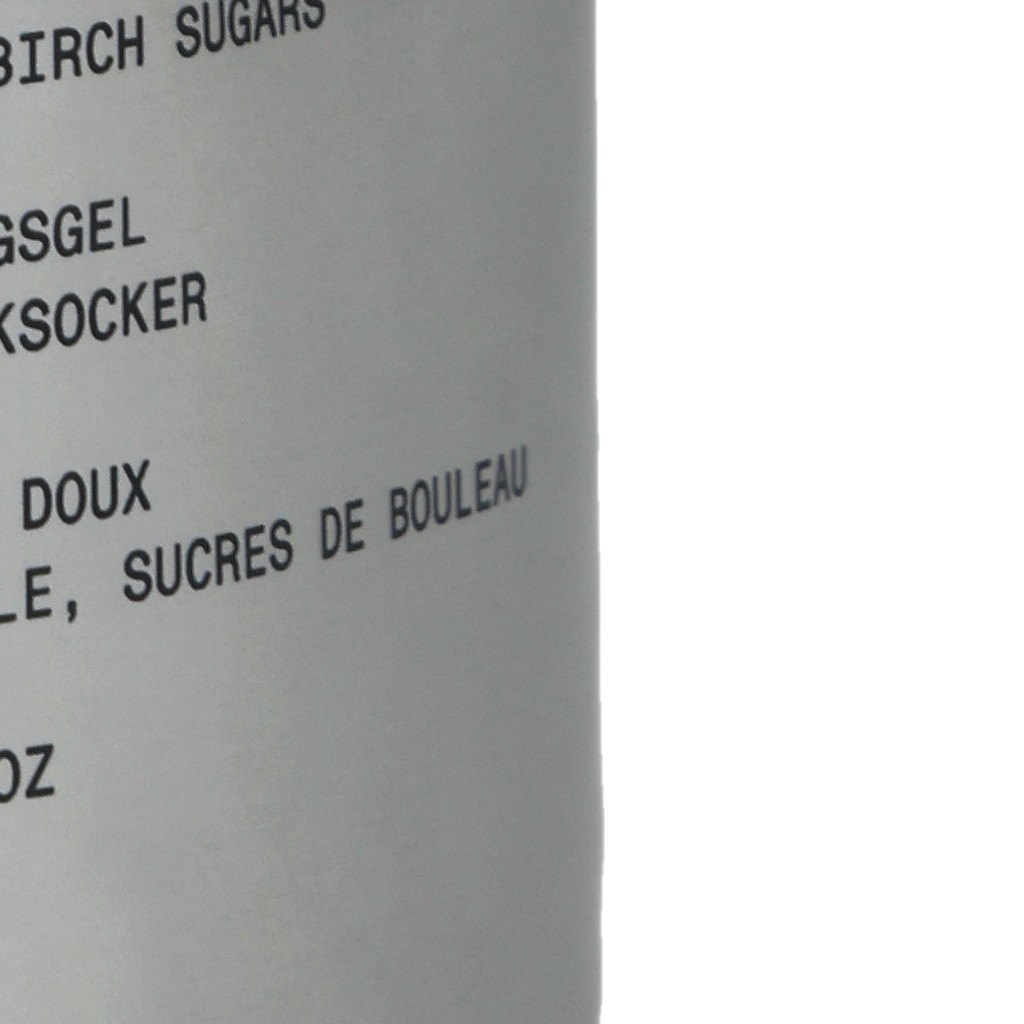 BIRCH SUGARS
GSGEL
KSOCKER
DOUX
LE, SUCRES DE BOULEAU
OZ